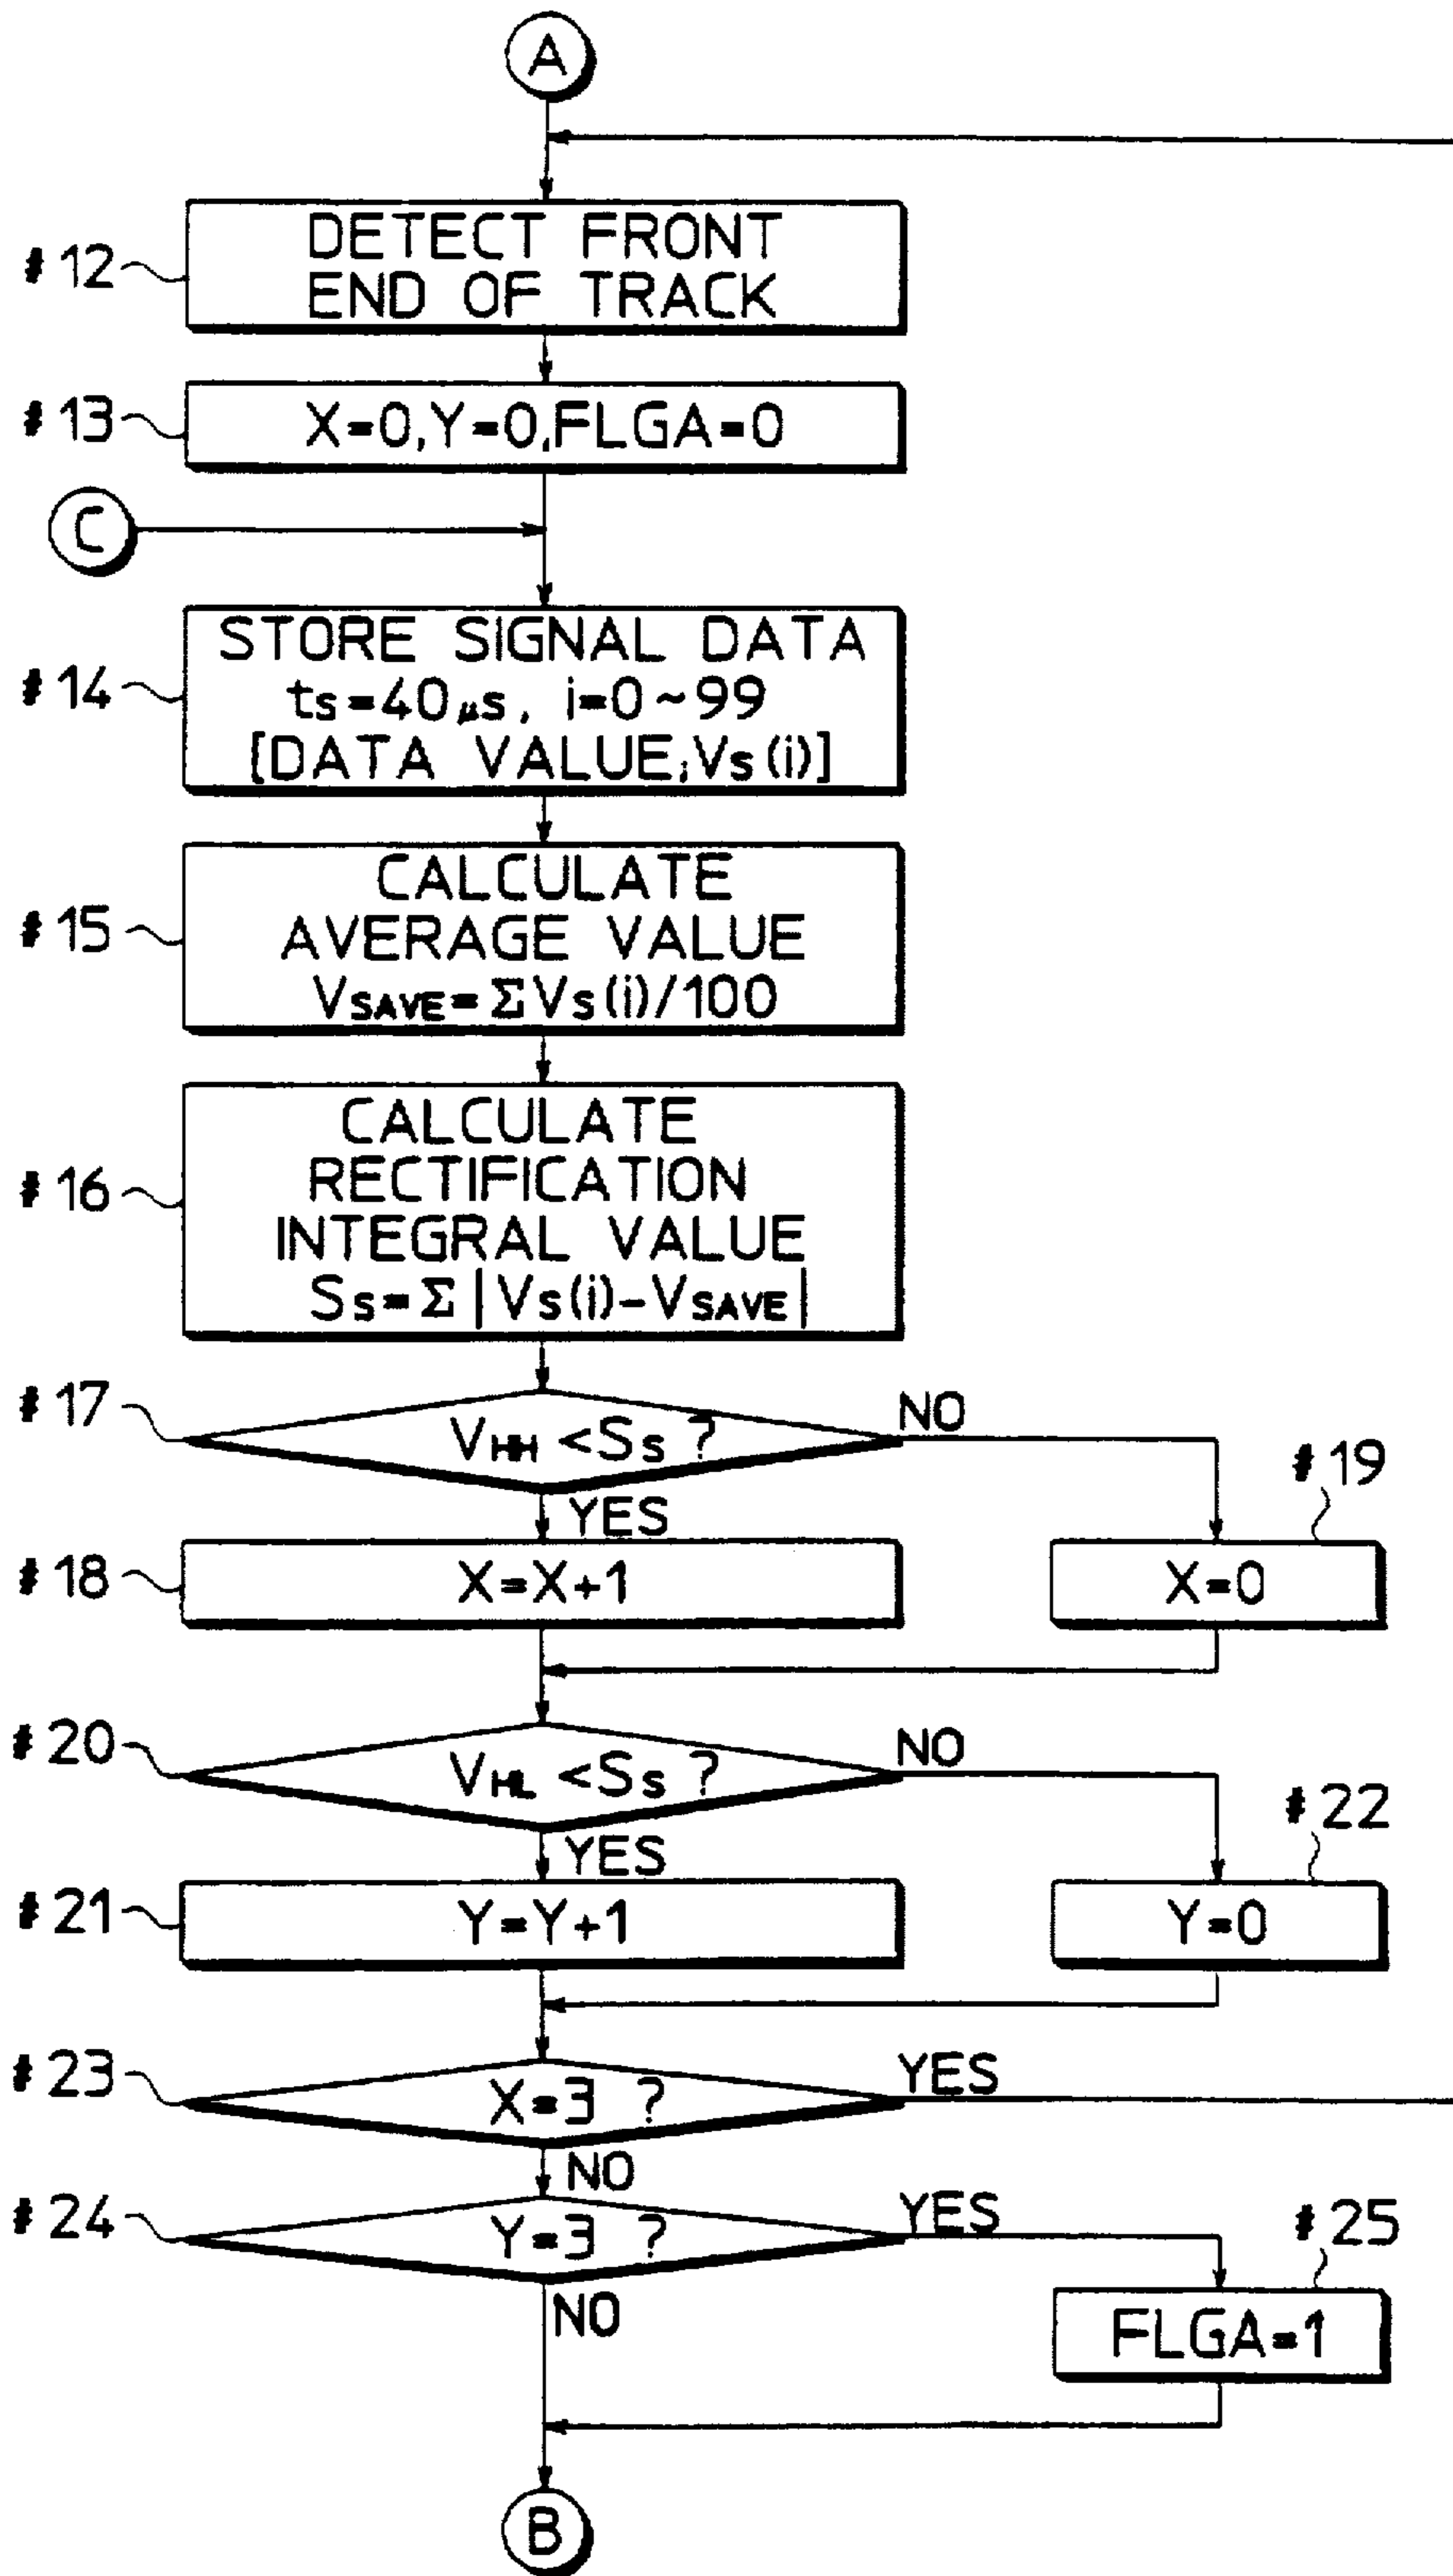 A
#12
DETECT FRONT
END OF TRACK
#13
X=0,Y=0,FLGA=0
C
#14
STORE SIGNAL DATA
ts=40μs, i=0~99
[DATA VALUE;Vs(i)]
#15
CALCULATE
AVERAGE VALUE
VSAVE=ΣVs(i)/100
#16
CALCULATE
RECTIFICATION
INTEGRAL VALUE
Ss=Σ|Vs(i)-VSAVE|
#17
VHH<Ss ?
NO
YES
#18
X=X+1
#19
X=0
#20
VHL<Ss ?
NO
YES
#21
Y=Y+1
#22
Y=0
#23
X=3 ?
YES
NO
#24
Y=3 ?
YES
NO
#25
FLGA=1
B